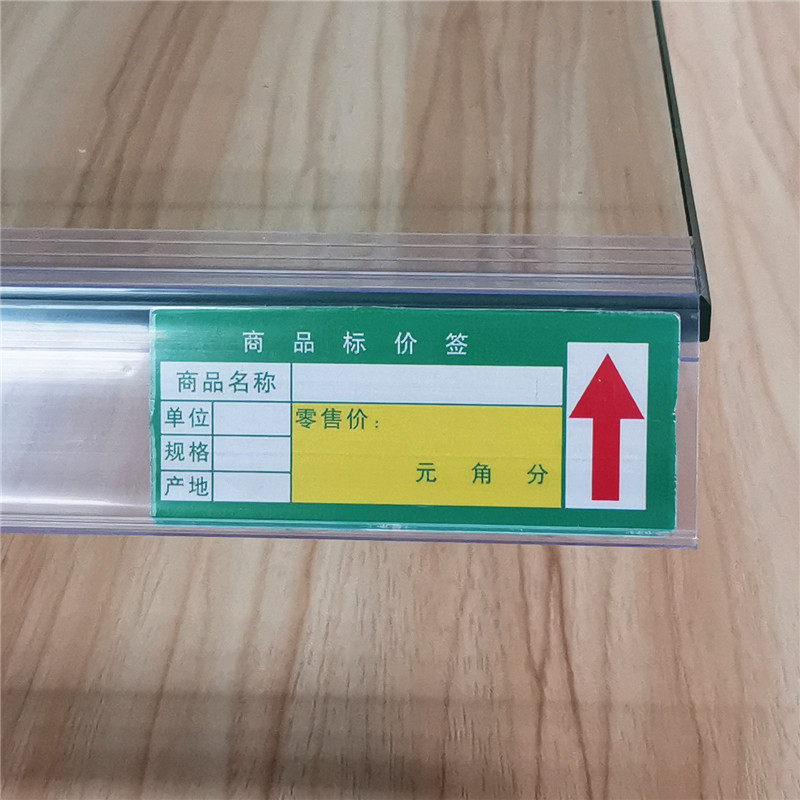 商品标价签
商品名称
单位
零售价：
规格
元 角 分
产地